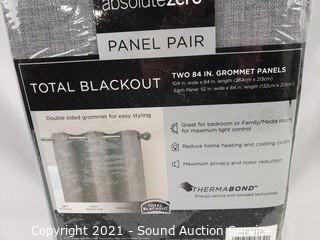 absolutezero
PANEL PAIR
TOTAL BLACKOUT
TWO 84 IN. GROMMET PANELS
104 in. wide x 84 in. length (264cm x 213cm)
Each Panel: 52 in. wide x 84 in. length (132cm x 213cm)
Double sided grommet for easy styling
Great for bedroom or Family/Media room
for maximum light control
Reduce home heating and cooling costs
Maximum privacy and noise reduction
THERMABOND™
Energy-saving with bonded technology
TOTAL
BLACKOUT
Copyright 2021 - Sound Auction Service